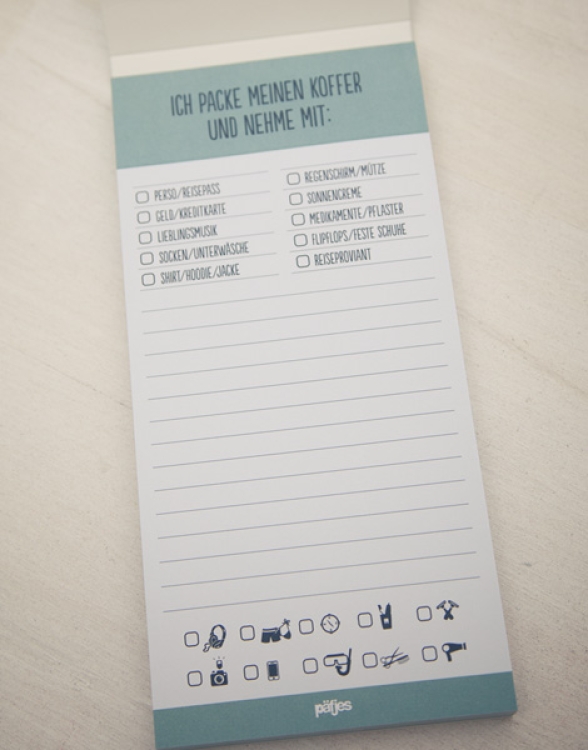 ICH PACKE MEINEN KOFFER
UND NEHME MIT:
PERSO/REISEPASS
GELD/KREDITKARTE
LIEBLINGSMUSIK
SOCKEN/UNTERWÄSCHE
SHIRT/HOODIE/JACKE
REGENSCHIRM/MÜTZE
SONNENCREME
MEDIKAMENTE/PFLASTER
FLIPFLOPS/FESTE SCHUHE
REISEPROVIANT
päfjes